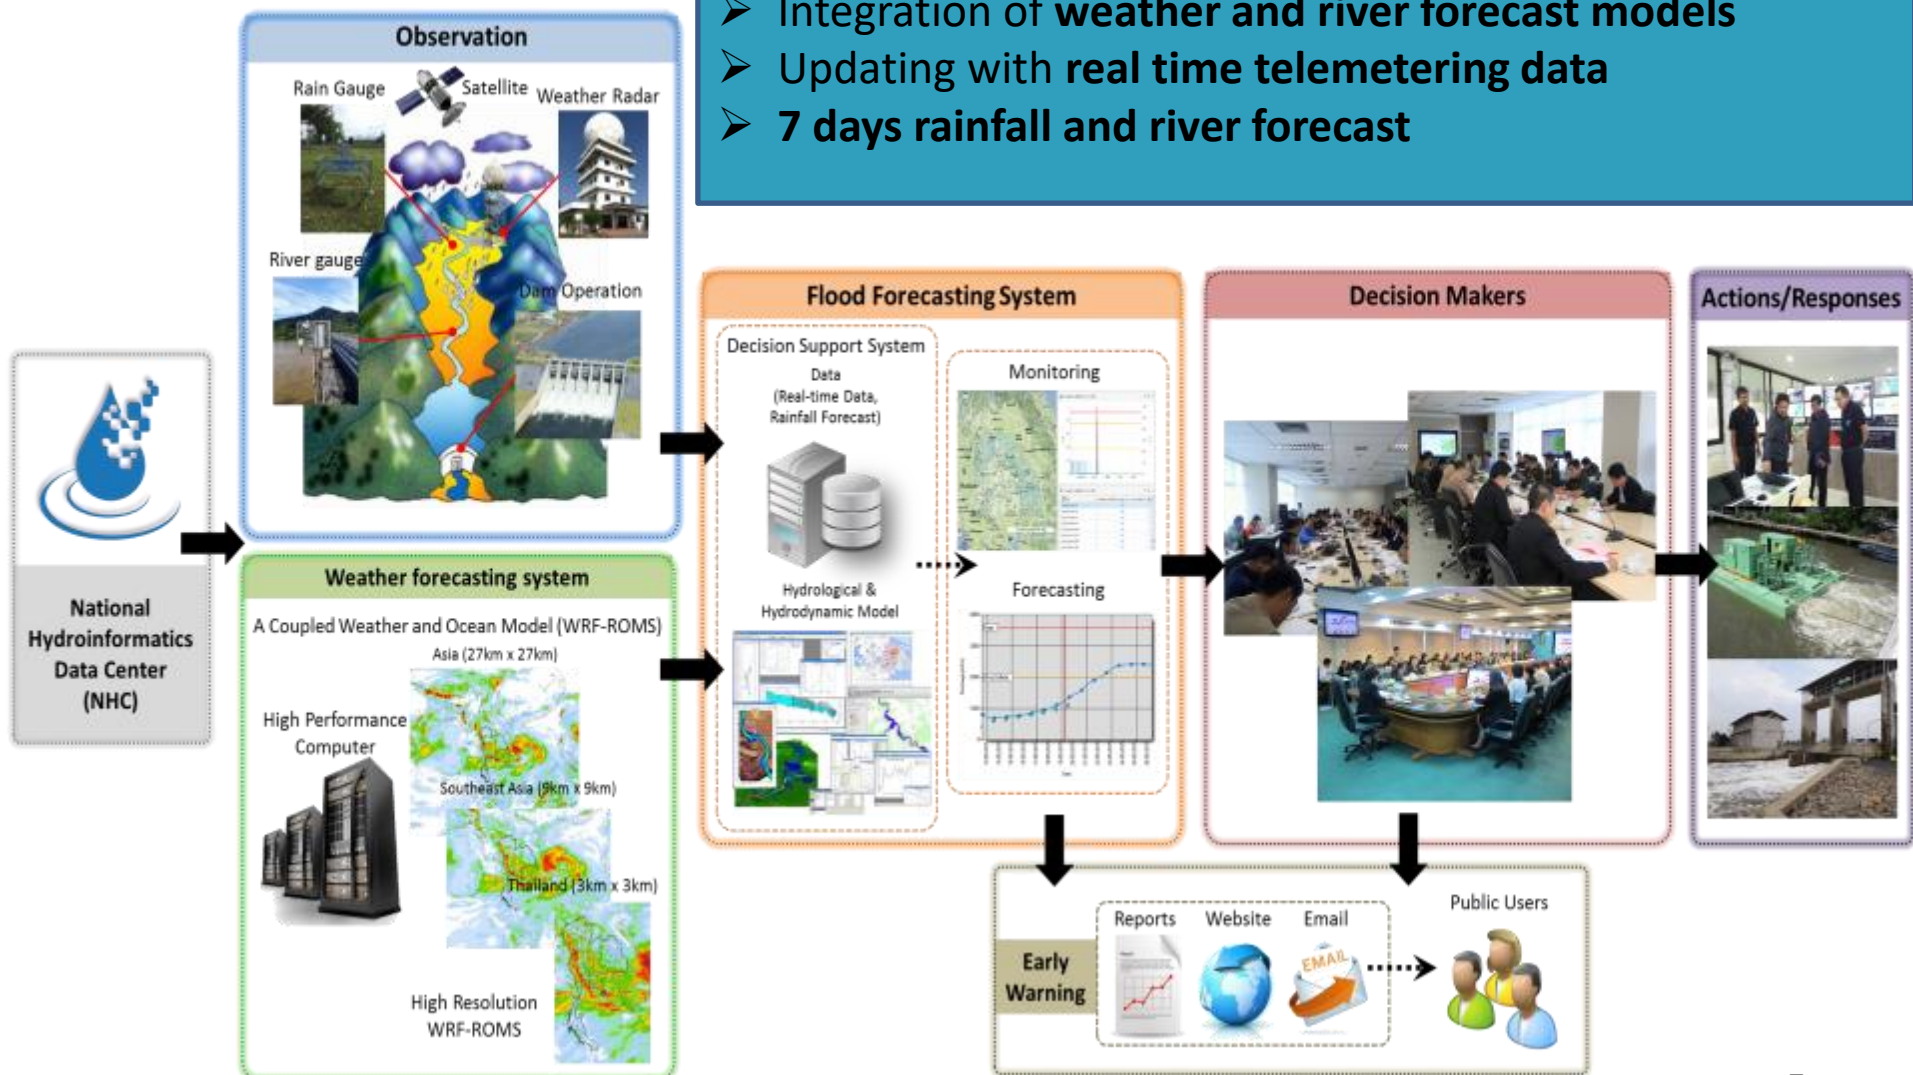 ➢ Integration of weather and river forecast models
➢ Updating with real time telemetering data
➢ 7 days rainfall and river forecast
Observation
Rain Gauge
Satellite
Weather Radar
River gauge
Dam Operation
National
Hydroinformatics
Data Center
(NHC)
Weather forecasting system
A Coupled Weather and Ocean Model (WRF-ROMS)
Asia (27km x 27km)
High Performance
Computer
Southeast Asia (9km x 9km)
Thailand (3km x 3km)
High Resolution
WRF-ROMS
Flood Forecasting System
Decision Support System
Data
(Real-time Data,
Rainfall Forecast)
Hydrological &
Hydrodynamic Model
Monitoring
Forecasting
Decision Makers
Actions/Responses
Early
Warning
Reports
Website
Email
EMAIL
Public Users